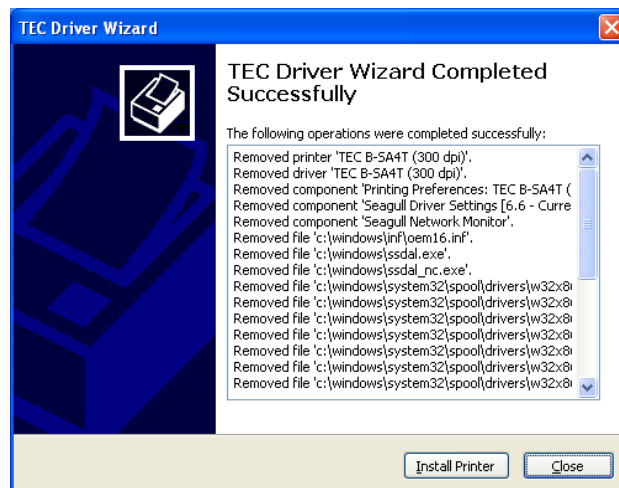 TEC Driver Wizard
TEC Driver Wizard Completed
Successfully
The following operations were completed successfully:
Removed printer 'TEC B-SA4T (300 dpi)'.
Removed driver 'TEC B-SA4T (300 dpi)'.
Removed component 'Printing Preferences: TEC B-SA4T (
Removed component 'Seagull Driver Settings [6.6 - Curre
Removed component 'Seagull Network Monitor'.
Removed file 'c:\windows\inf\oem16.inf'.
Removed file 'c:\windows\ssdal.exe'.
Removed file 'c:\windows\ssdal_nc.exe'.
Removed file 'c:\windows\system32\spool\drivers\w32x8
Removed file 'c:\windows\system32\spool\drivers\w32x8
Removed file 'c:\windows\system32\spool\drivers\w32x8
Removed file 'c:\windows\system32\spool\drivers\w32x8
Removed file 'c:\windows\system32\spool\drivers\w32x8
Removed file 'c:\windows\system32\spool\drivers\w32x8
Removed file 'c:\windows\system32\spool\drivers\w32x8
Install Printer
Close